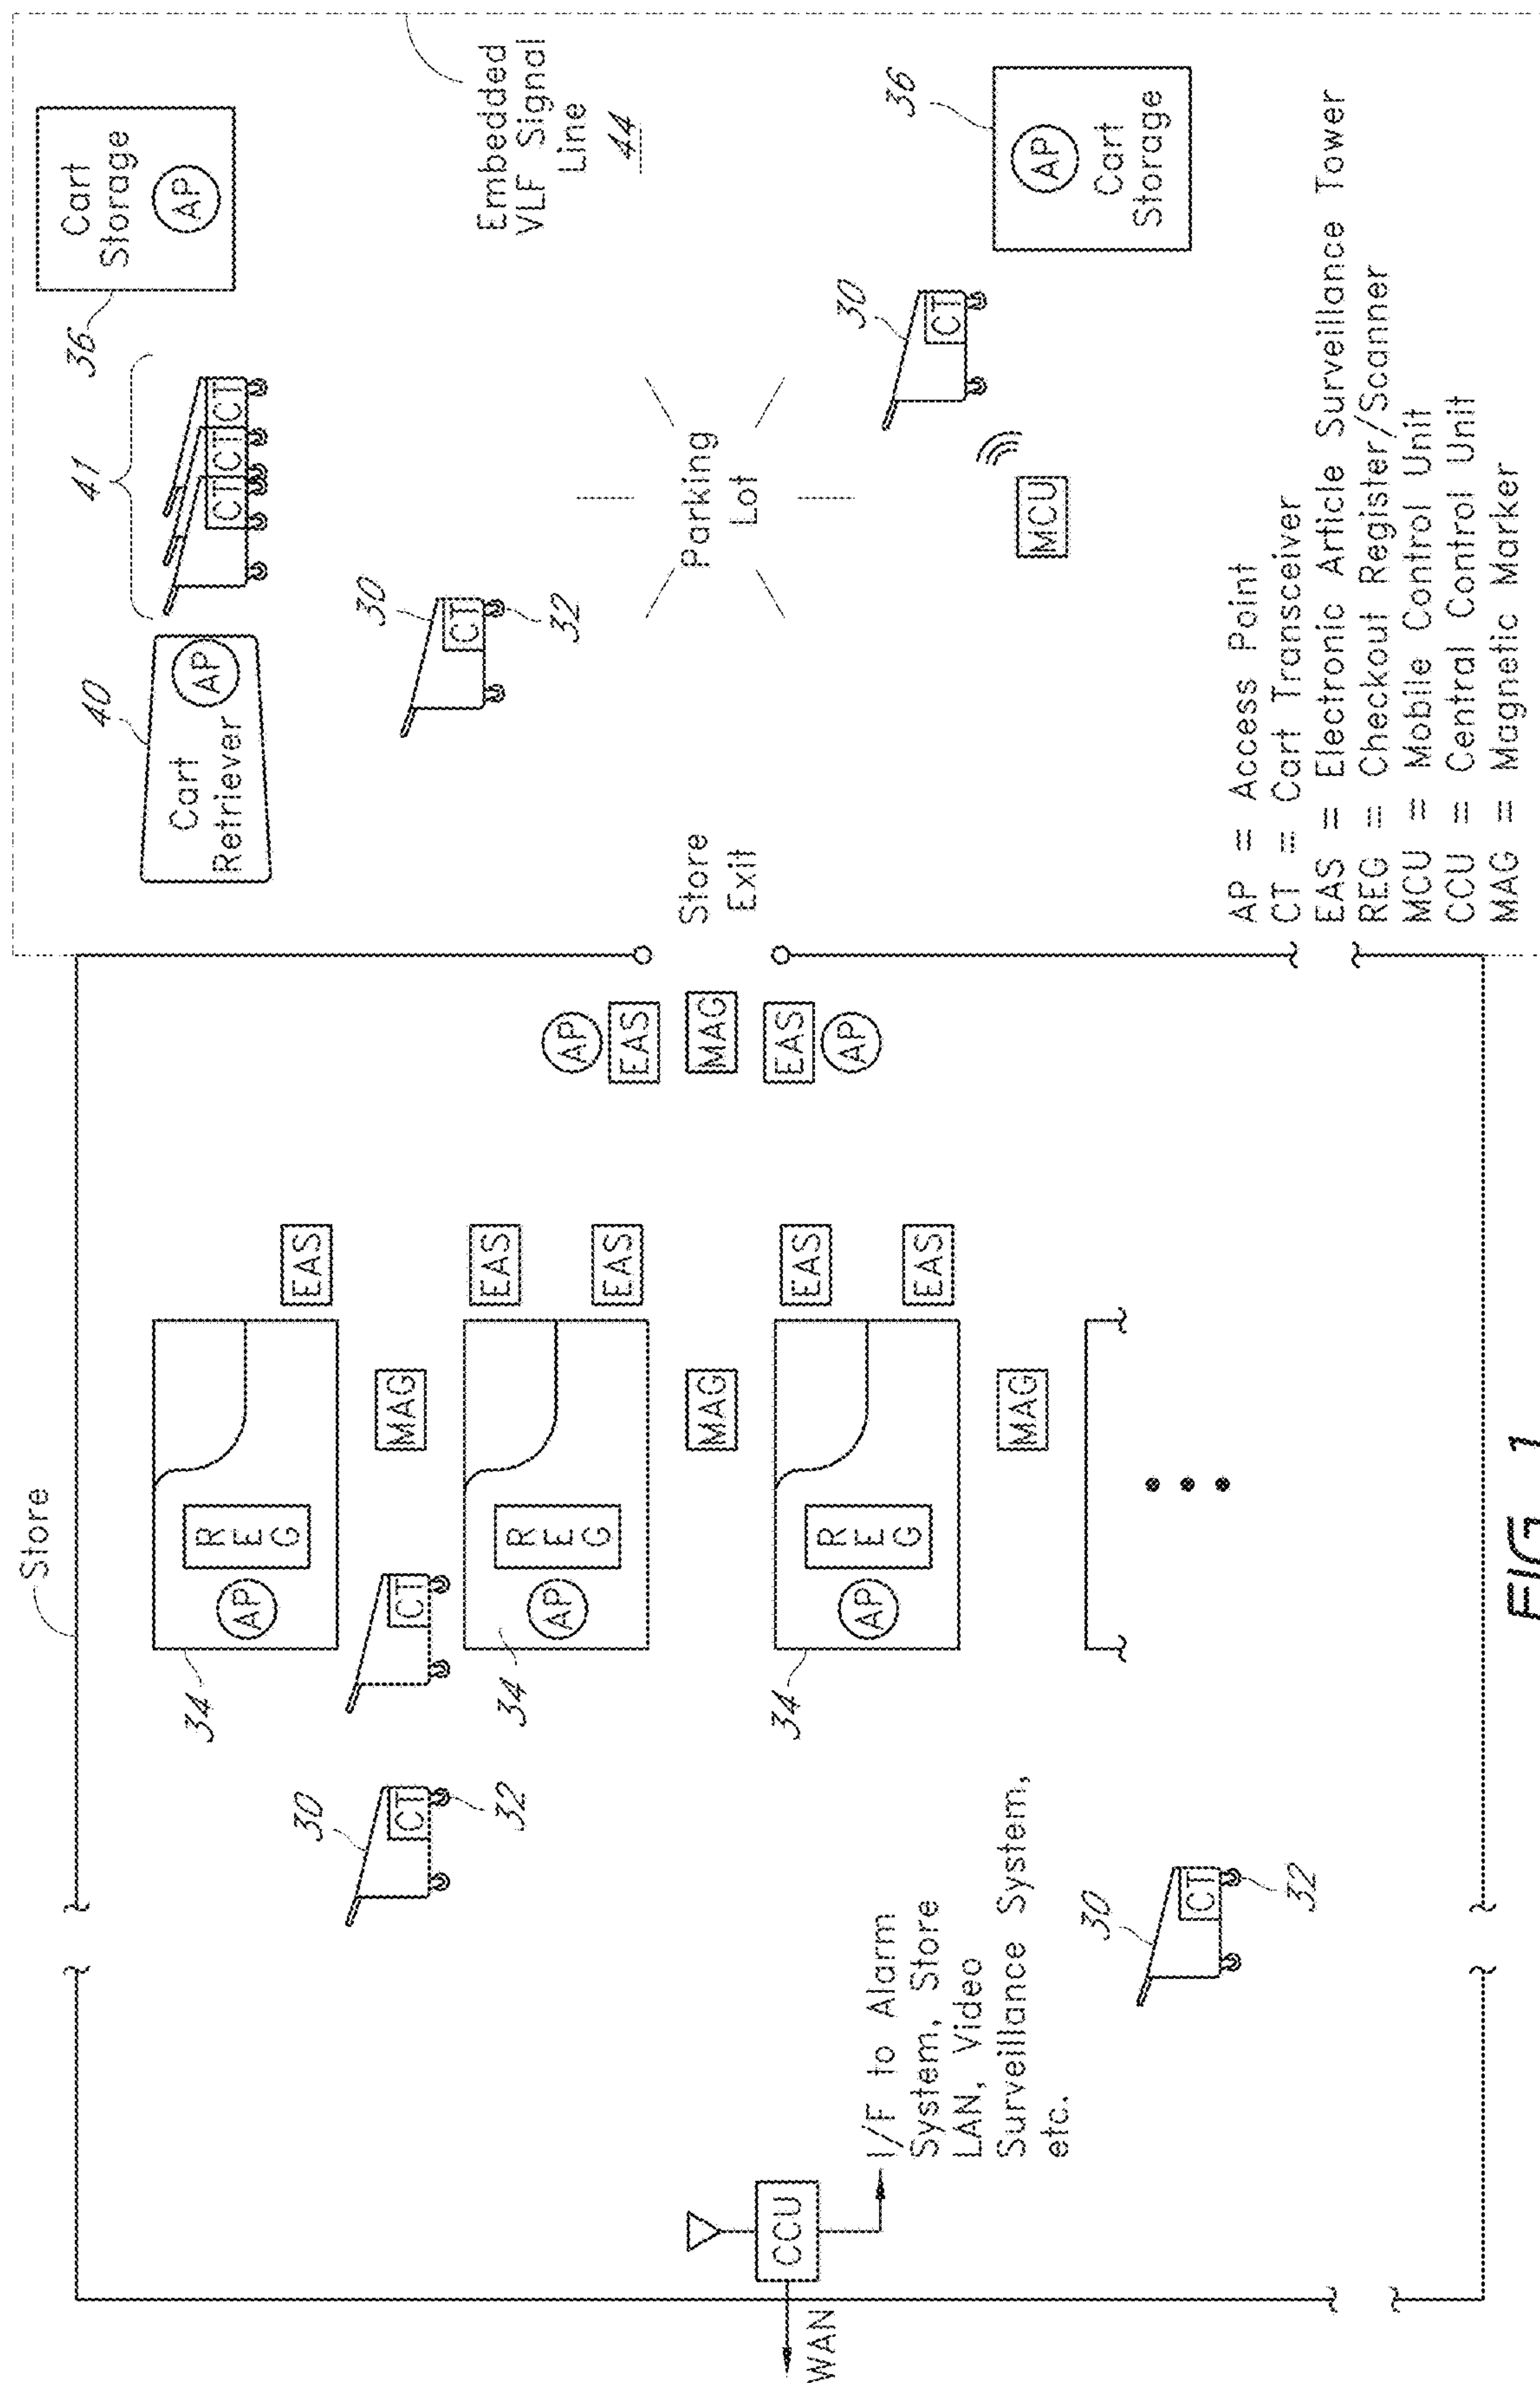 Store
WAN
CCU
I/F to Alarm
System, Store
LAN, Video
Surveillance System,
etc.
30
CT
32
30
CT
32
CT
34
AP
REG
EAS
MAG
34
AP
REG
EAS
EAS
MAG
34
AP
REG
EAS
EAS
MAG
AP
EAS
MAG
EAS
AP
Store
Exit
40
Cart
Retriever
AP
41
CT
CT
CT
36
Cart
Storage
AP
30
CT
32
Embedded
VLF Signal
Line
44
Parking
Lot
MCU
30
CT
36
AP
Cart
Storage
AP = Access Point
CT = Cart Transceiver
EAS = Electronic Article Surveillance Tower
REG = Checkout Register/Scanner
MCU = Mobile Control Unit
CCU = Central Control Unit
MAG = Magnetic Marker
FIG. 1